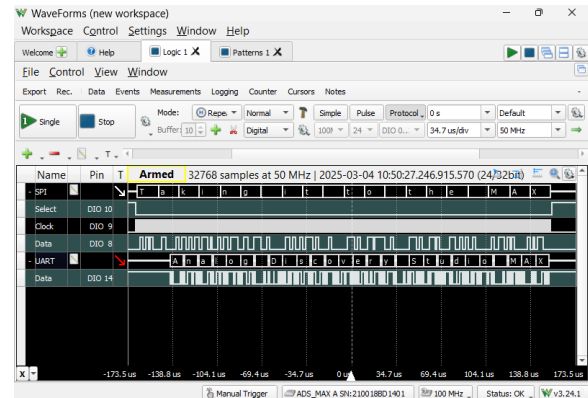 WaveForms (new workspace)
Workspace Control Settings Window Help
Welcome Help Logic 1 Patterns 1
File Control View Window
Export Rec. Data Events Measurements Logging Counter Cursors Notes
Single Stop Mode: Repe. Normal Simple Pulse Protocol 0 s Default
Buffer: 10 Digital 100% 24 DIO 0... 34.7 us/div 50 MHz
T
Name Pin T Armed 32768 samples at 50 MHz | 2025-03-04 10:50:27.246.915.570 (24/32bit)
- SPI T a k i n g i t t o t h e M A X
Select DIO 10
Clock DIO 9
Data DIO 8
- UART A n a l o g D i s c o v e r y S t u d i o M A X
Data DIO 14
X -173.5 us -138.8 us -104.1 us -69.4 us -34.7 us 0 us 34.7 us 69.4 us 104.1 us 138.8 us 173.5 us
Manual Trigger ADS_MAX A SN:210018BD1401 100 MHz Status: OK v3.24.1